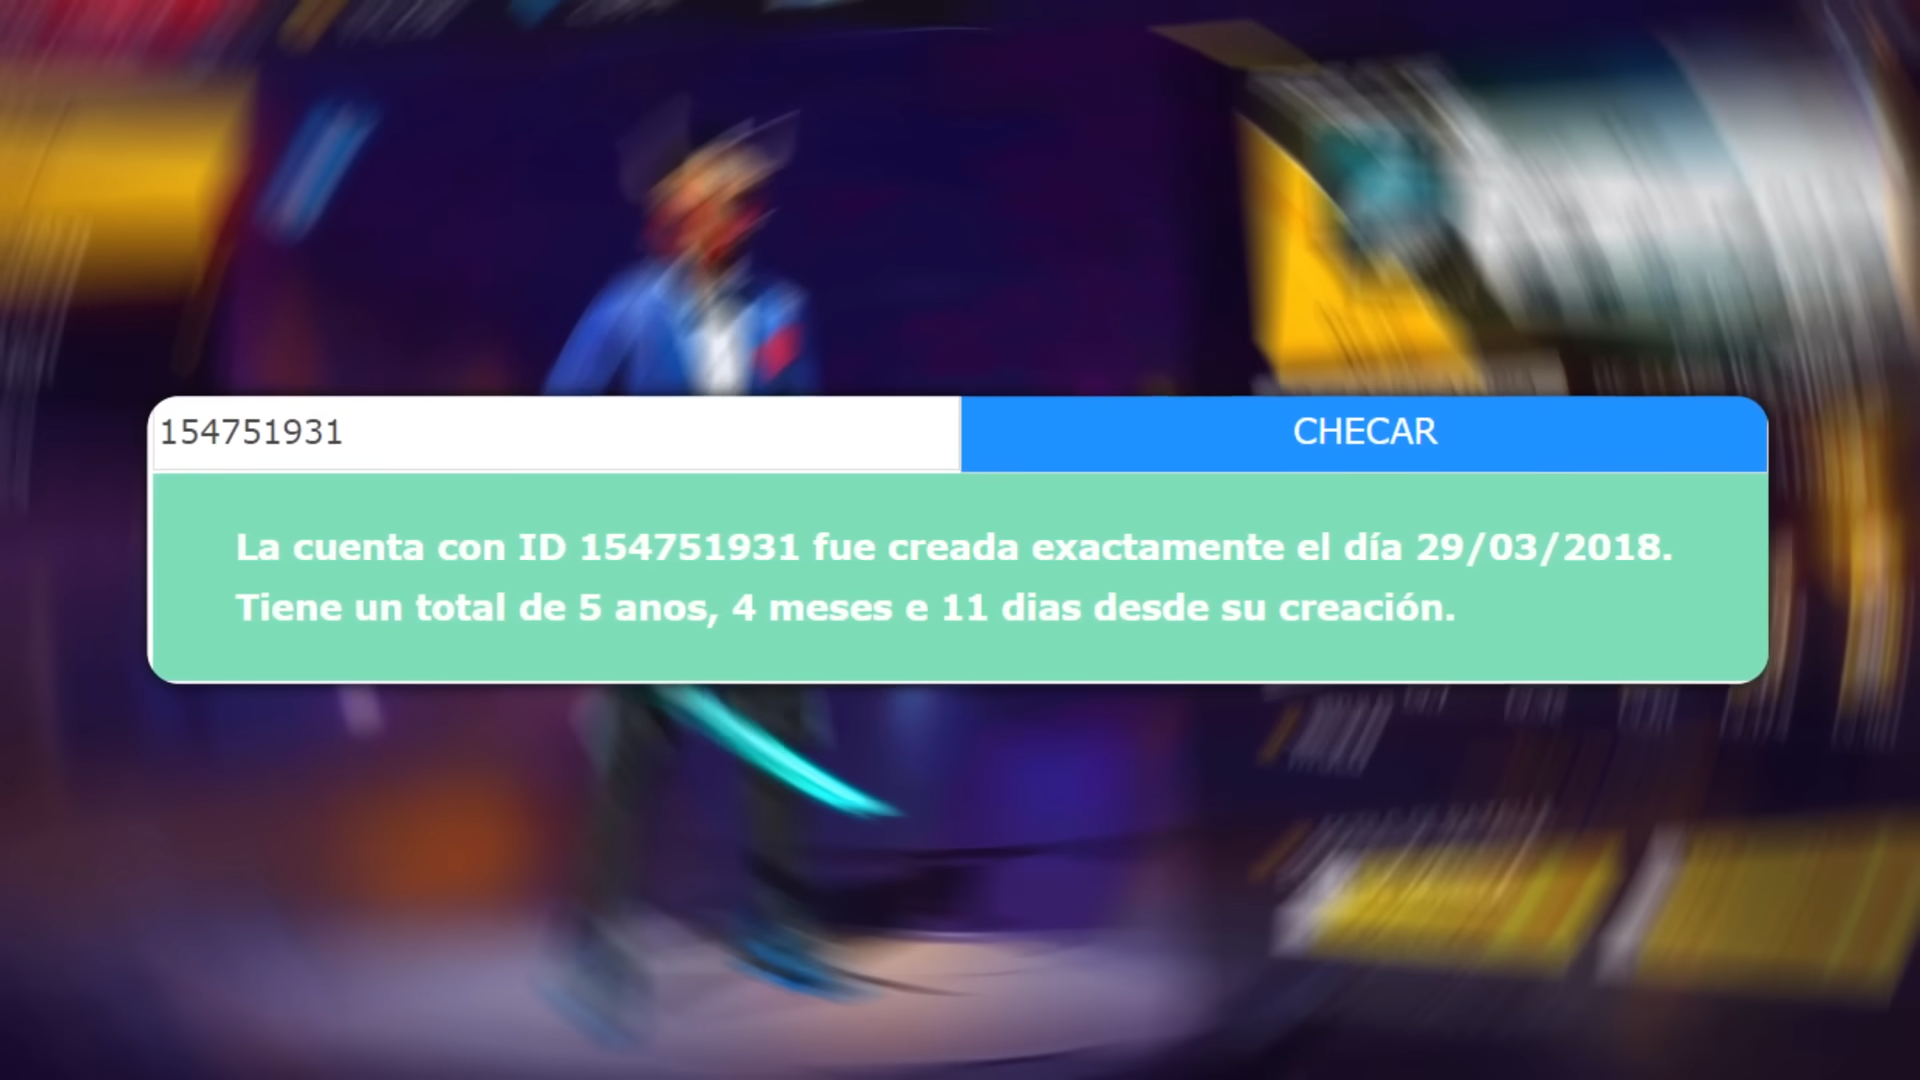 154751931
CHECAR
La cuenta con ID 154751931 fue creada exactamente el día 29/03/2018.
Tiene un total de 5 anos, 4 meses e 11 dias desde su creación.